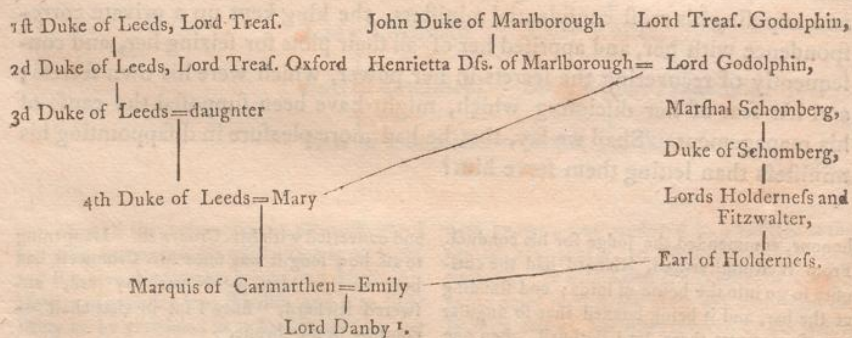 1ſt Duke of Leeds, Lord Treaſ. John Duke of Marlborough Lord Treaſ. Godolphin,
2d Duke of Leeds, Lord Treaſ. Oxford Henrietta Dſs. of Marlborough = Lord Godolphin,
3d Duke of Leeds=daughter Marſhal Schomberg,
Duke of Schomberg,
4th Duke of Leeds=Mary Lords Holderneſs and
Fitzwalter,
Earl of Holderneſs.
Marquis of Carmarthen=Emily
Lord Danby ¹.